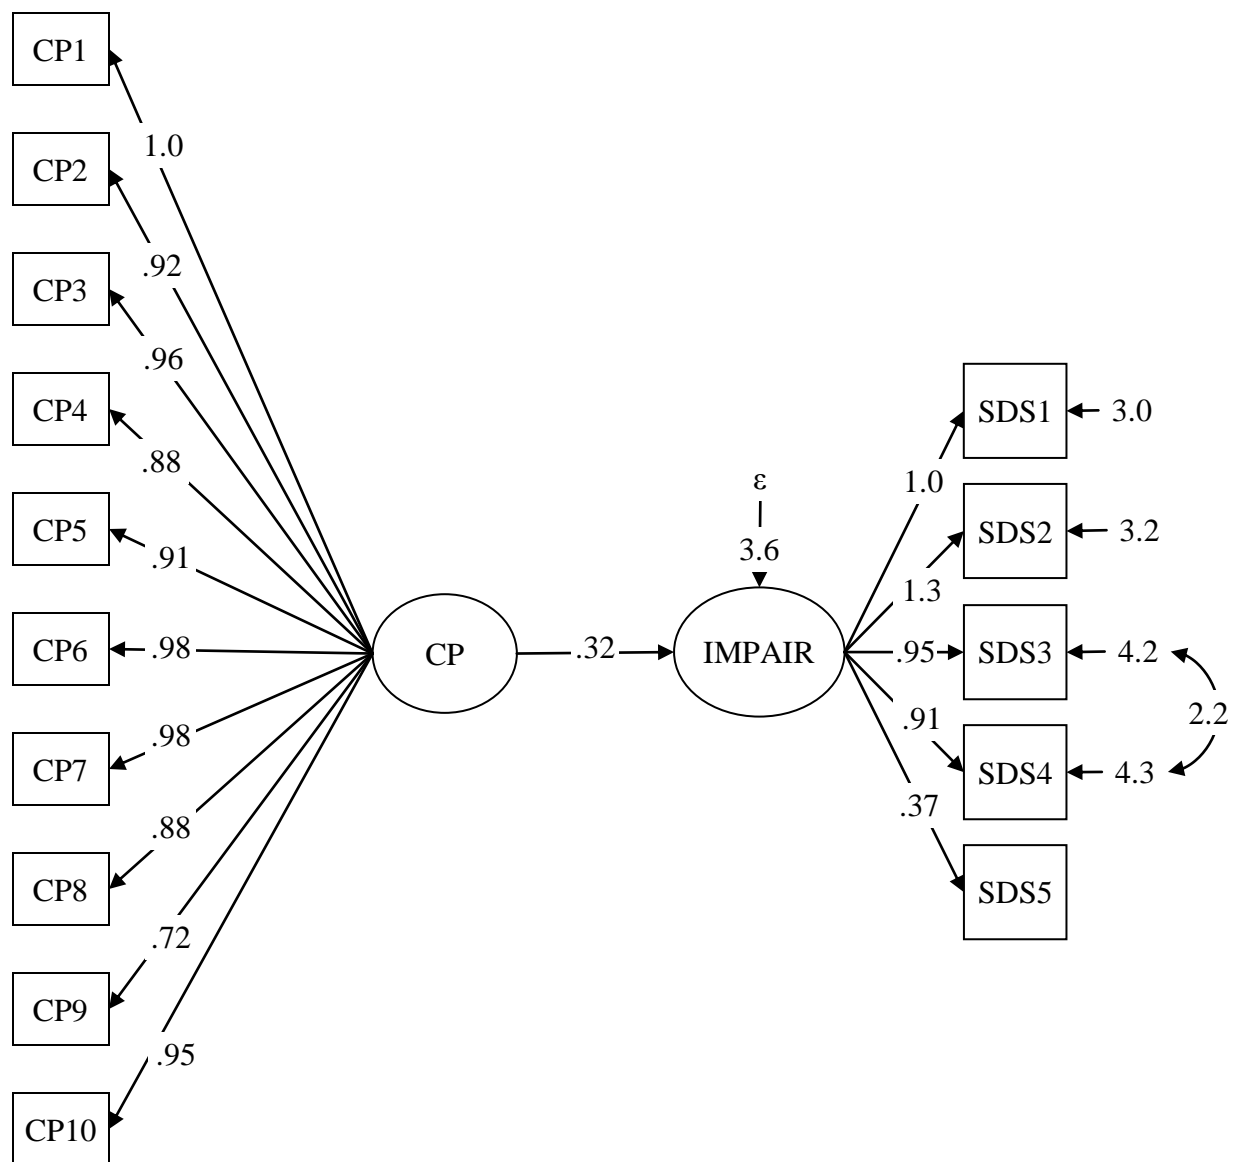 CP1
1.0
CP2
.92
CP3
.96
CP4
.88
CP5
.91
CP6
.98
CP7
.98
CP8
.88
CP9
.72
CP10
.95
CP
.32
ε
3.6
IMPAIR
1.0
1.3
.95
.91
.37
SDS1
3.0
SDS2
3.2
SDS3
4.2
SDS4
4.3
2.2
SDS5